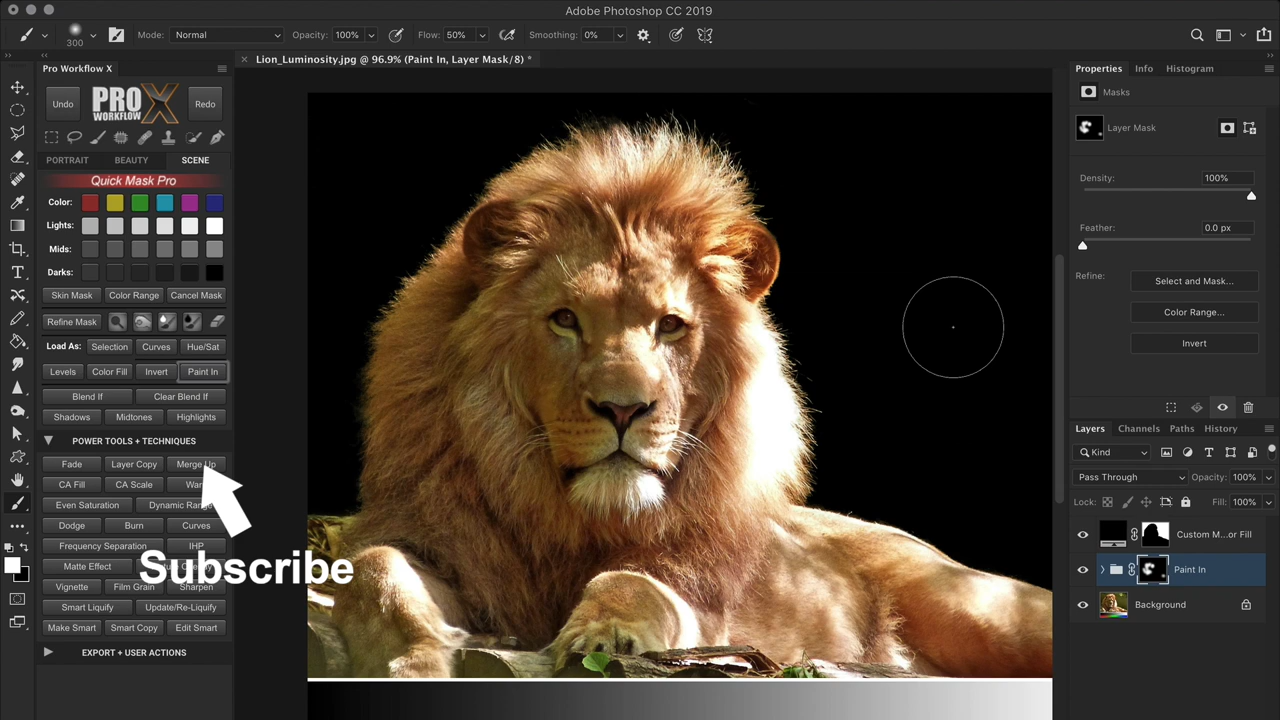 Adobe Photoshop CC 2019
300 Mode: Normal Opacity: 100% Flow: 50% Smoothing: 0%
Pro Workflow X
× Lion_Luminosity.jpg @ 96.9% (Paint In, Layer Mask/8) *
Undo PRO WORKFLOW X Redo
PORTRAIT BEAUTY SCENE
Quick Mask Pro
Color:
Lights:
Mids:
Darks:
Skin Mask Color Range Cancel Mask
Refine Mask
Load As: Selection Curves Hue/Sat
Levels Color Fill Invert Paint In
Blend If Clear Blend If
Shadows Midtones Highlights
POWER TOOLS + TECHNIQUES
Fade Layer Copy Merge Up
CA Fill CA Scale
Even Saturation Dynamic Range
Dodge Burn Curves
Frequency Separation IHP
Matte Effect
Vignette Film Grain Sharpen
Smart Liquify Update/Re-Liquify
Make Smart Smart Copy Edit Smart
EXPORT + USER ACTIONS
Subscribe
Properties Info Histogram
Masks
Layer Mask
Density: 100%
Feather: 0.0 px
Refine: Select and Mask...
Color Range...
Invert
Layers Channels Paths History
Kind
Pass Through Opacity: 100%
Lock: Fill: 100%
Custom M...or Fill
Paint In
Background